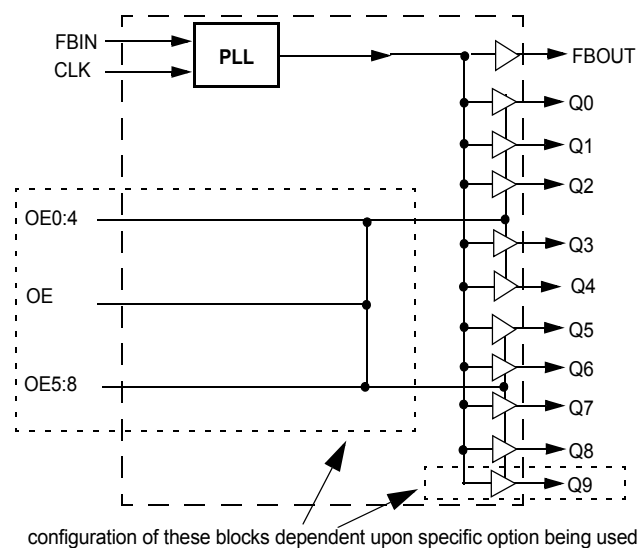 FBIN
CLK
PLL
FBOUT
Q0
Q1
Q2
OE0:4
Q3
OE
Q4
Q5
Q6
OE5:8
Q7
Q8
Q9
configuration of these blocks dependent upon specific option being used